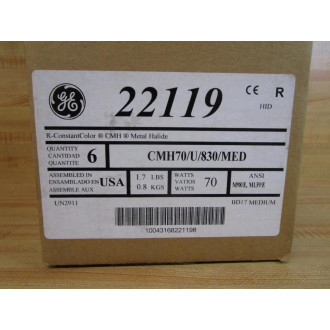 GE
22119
CE R
HID
R-ConstantColor ® CMH ® Metal Halide
QUANTITY
CANTIDAD
QUANTITÉ
6
CMH70/U/830/MED
ASSEMBLED IN
ENSAMBLADO EN
ASSEMBLE AUX
USA
1.7 LBS
0.8 KGS
WATTS
VATIOS
WATTS
70
ANSI
UN2911
BD17 MEDIUM
10043168221198